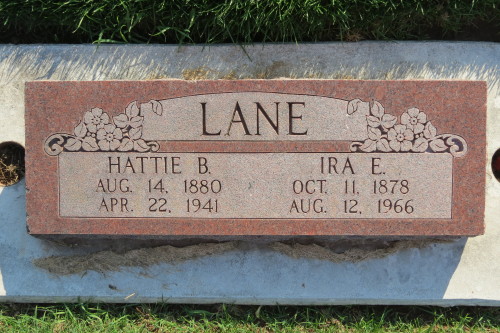 LANE
HATTIE B. IRA E.
AUG. 14, 1880 OCT. 11, 1878
APR. 22, 1941 AUG. 12, 1966